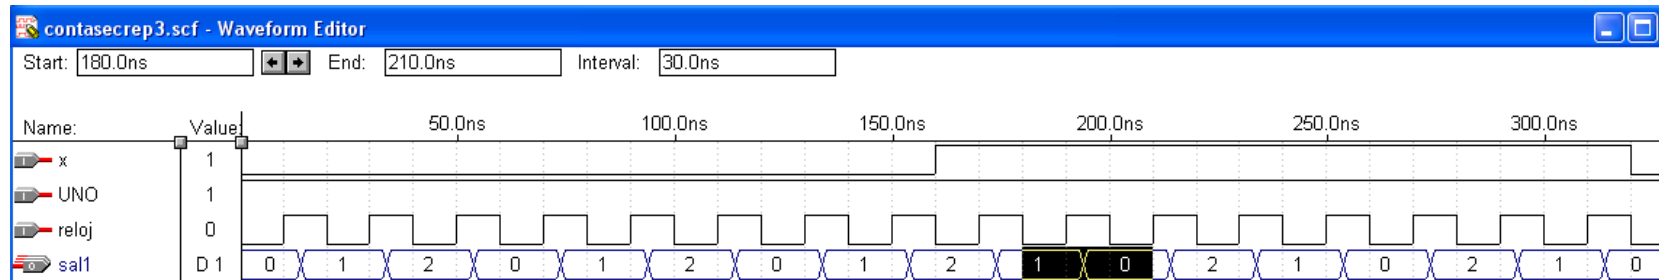 contasecrep3.scf - Waveform Editor
Start: 180.0ns End: 210.0ns Interval: 30.0ns
Name: Value: 50.0ns 100.0ns 150.0ns 200.0ns 250.0ns 300.0ns
x 1
UNO 1
reloj 0
sal1 D 1 0 1 2 0 1 2 0 1 2 1 0 2 1 0 2 1 0